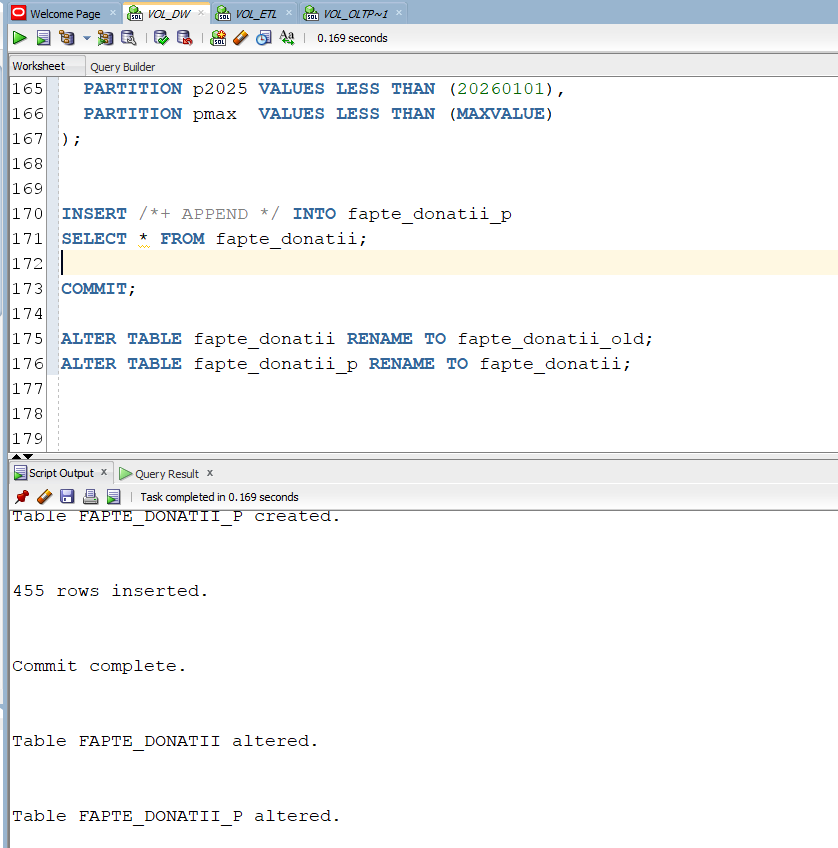 Welcome Page VOL_DW VOL_ETL VOL_OLTP~1
0.169 seconds
Worksheet Query Builder
165 PARTITION p2025 VALUES LESS THAN (20260101),
166 PARTITION pmax VALUES LESS THAN (MAXVALUE)
167 );
168
169
170 INSERT /*+ APPEND */ INTO fapte_donatii_p
171 SELECT * FROM fapte_donatii;
172
173 COMMIT;
174
175 ALTER TABLE fapte_donatii RENAME TO fapte_donatii_old;
176 ALTER TABLE fapte_donatii_p RENAME TO fapte_donatii;
177
178
179
Script Output Query Result
Task completed in 0.169 seconds
Table FAPTE_DONATII_P created.
455 rows inserted.
Commit complete.
Table FAPTE_DONATII altered.
Table FAPTE_DONATII_P altered.